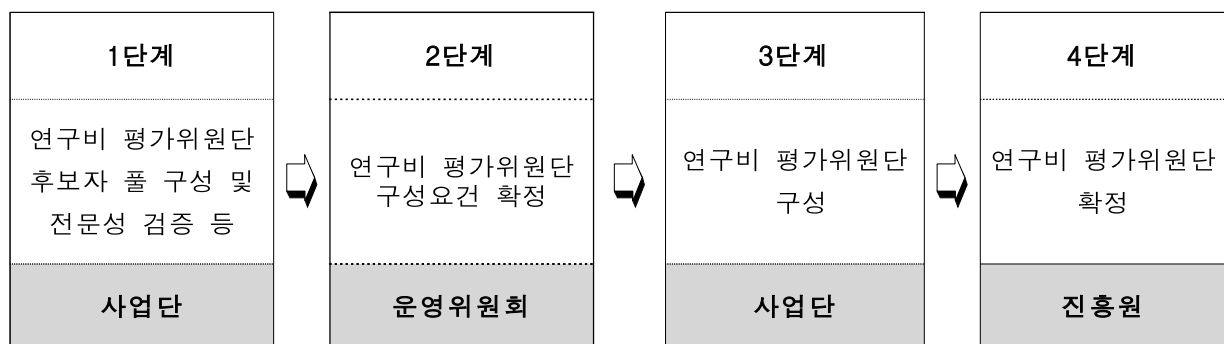 1단계
연구비 평가위원단
후보자 풀 구성 및
전문성 검증 등
사업단
2단계
연구비 평가위원단
구성요건 확정
운영위원회
3단계
연구비 평가위원단
구성
사업단
4단계
연구비 평가위원단
확정
진흥원